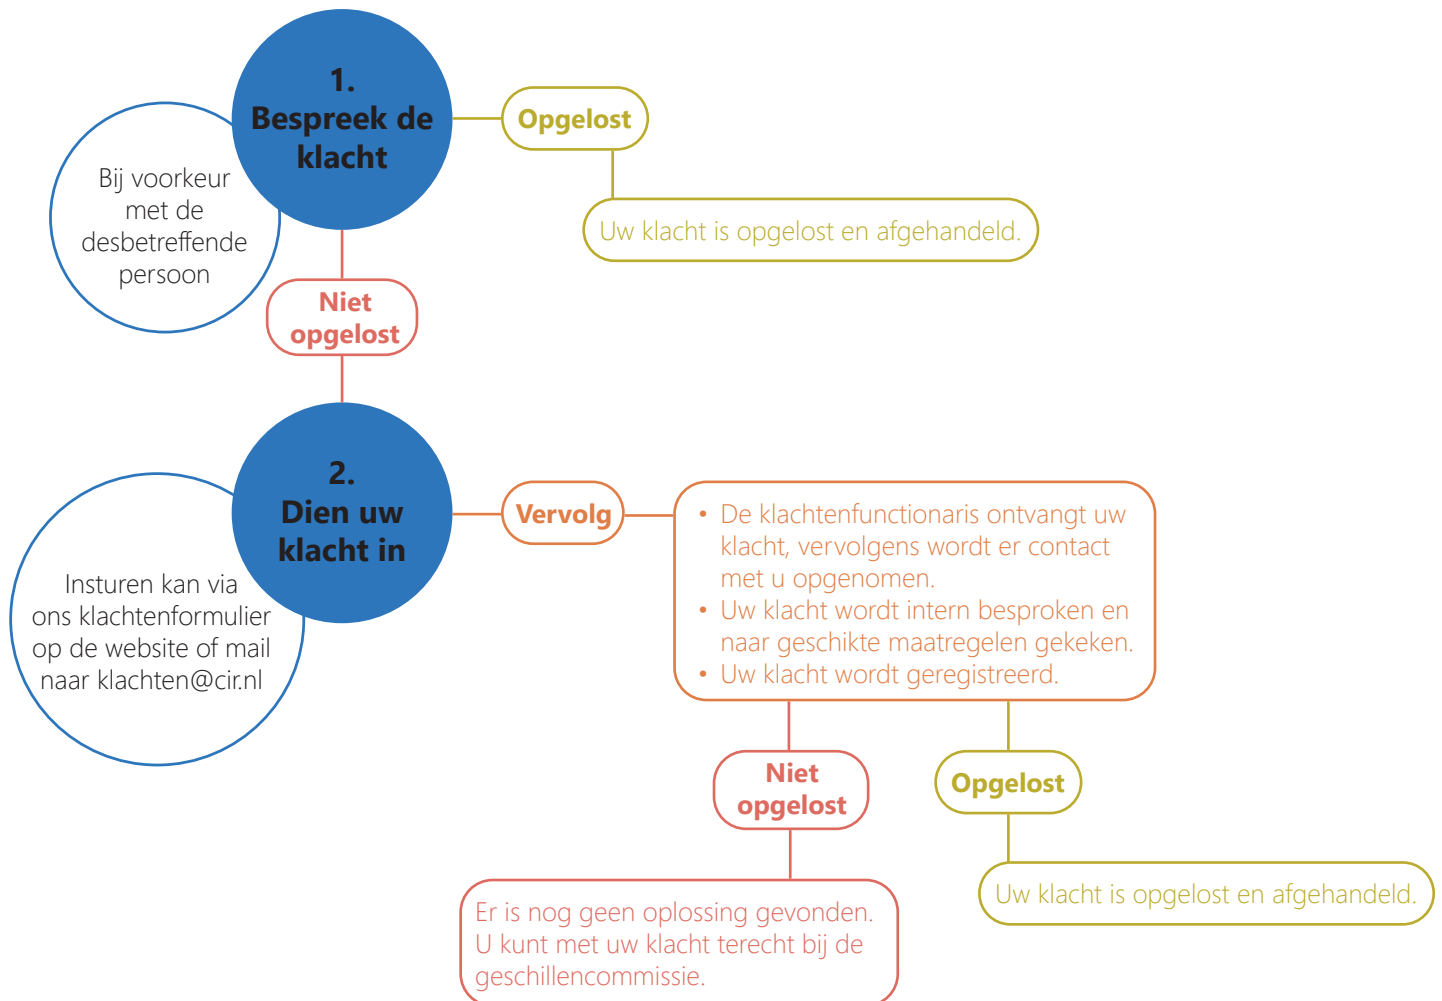 1.
Bespreek de
klacht
Bij voorkeur
met de
desbetreffende
persoon
Opgelost
Uw klacht is opgelost en afgehandeld.
Niet
opgelost
2.
Dien uw
klacht in
Insturen kan via
ons klachtenformulier
op de website of mail
naar klachten@cir.nl
Vervolg
• De klachtenfunctionaris ontvangt uw
klacht, vervolgens wordt er contact
met u opgenomen.
• Uw klacht wordt intern besproken en
naar geschikte maatregelen gekeken.
• Uw klacht wordt geregistreerd.
Niet
opgelost
Opgelost
Er is nog geen oplossing gevonden.
U kunt met uw klacht terecht bij de
geschillencommissie.
Uw klacht is opgelost en afgehandeld.